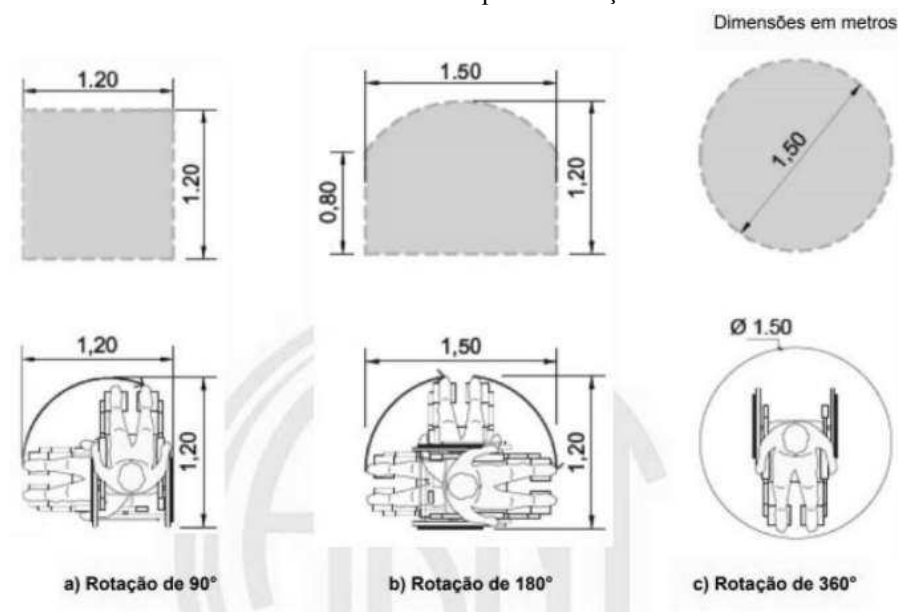 Dimensões em metros
1.20
1.20
1.50
0,80
1,20
1,50
1,20
1,20
1,50
1,20
Ø 1.50
a) Rotação de 90°
b) Rotação de 180°
c) Rotação de 360°